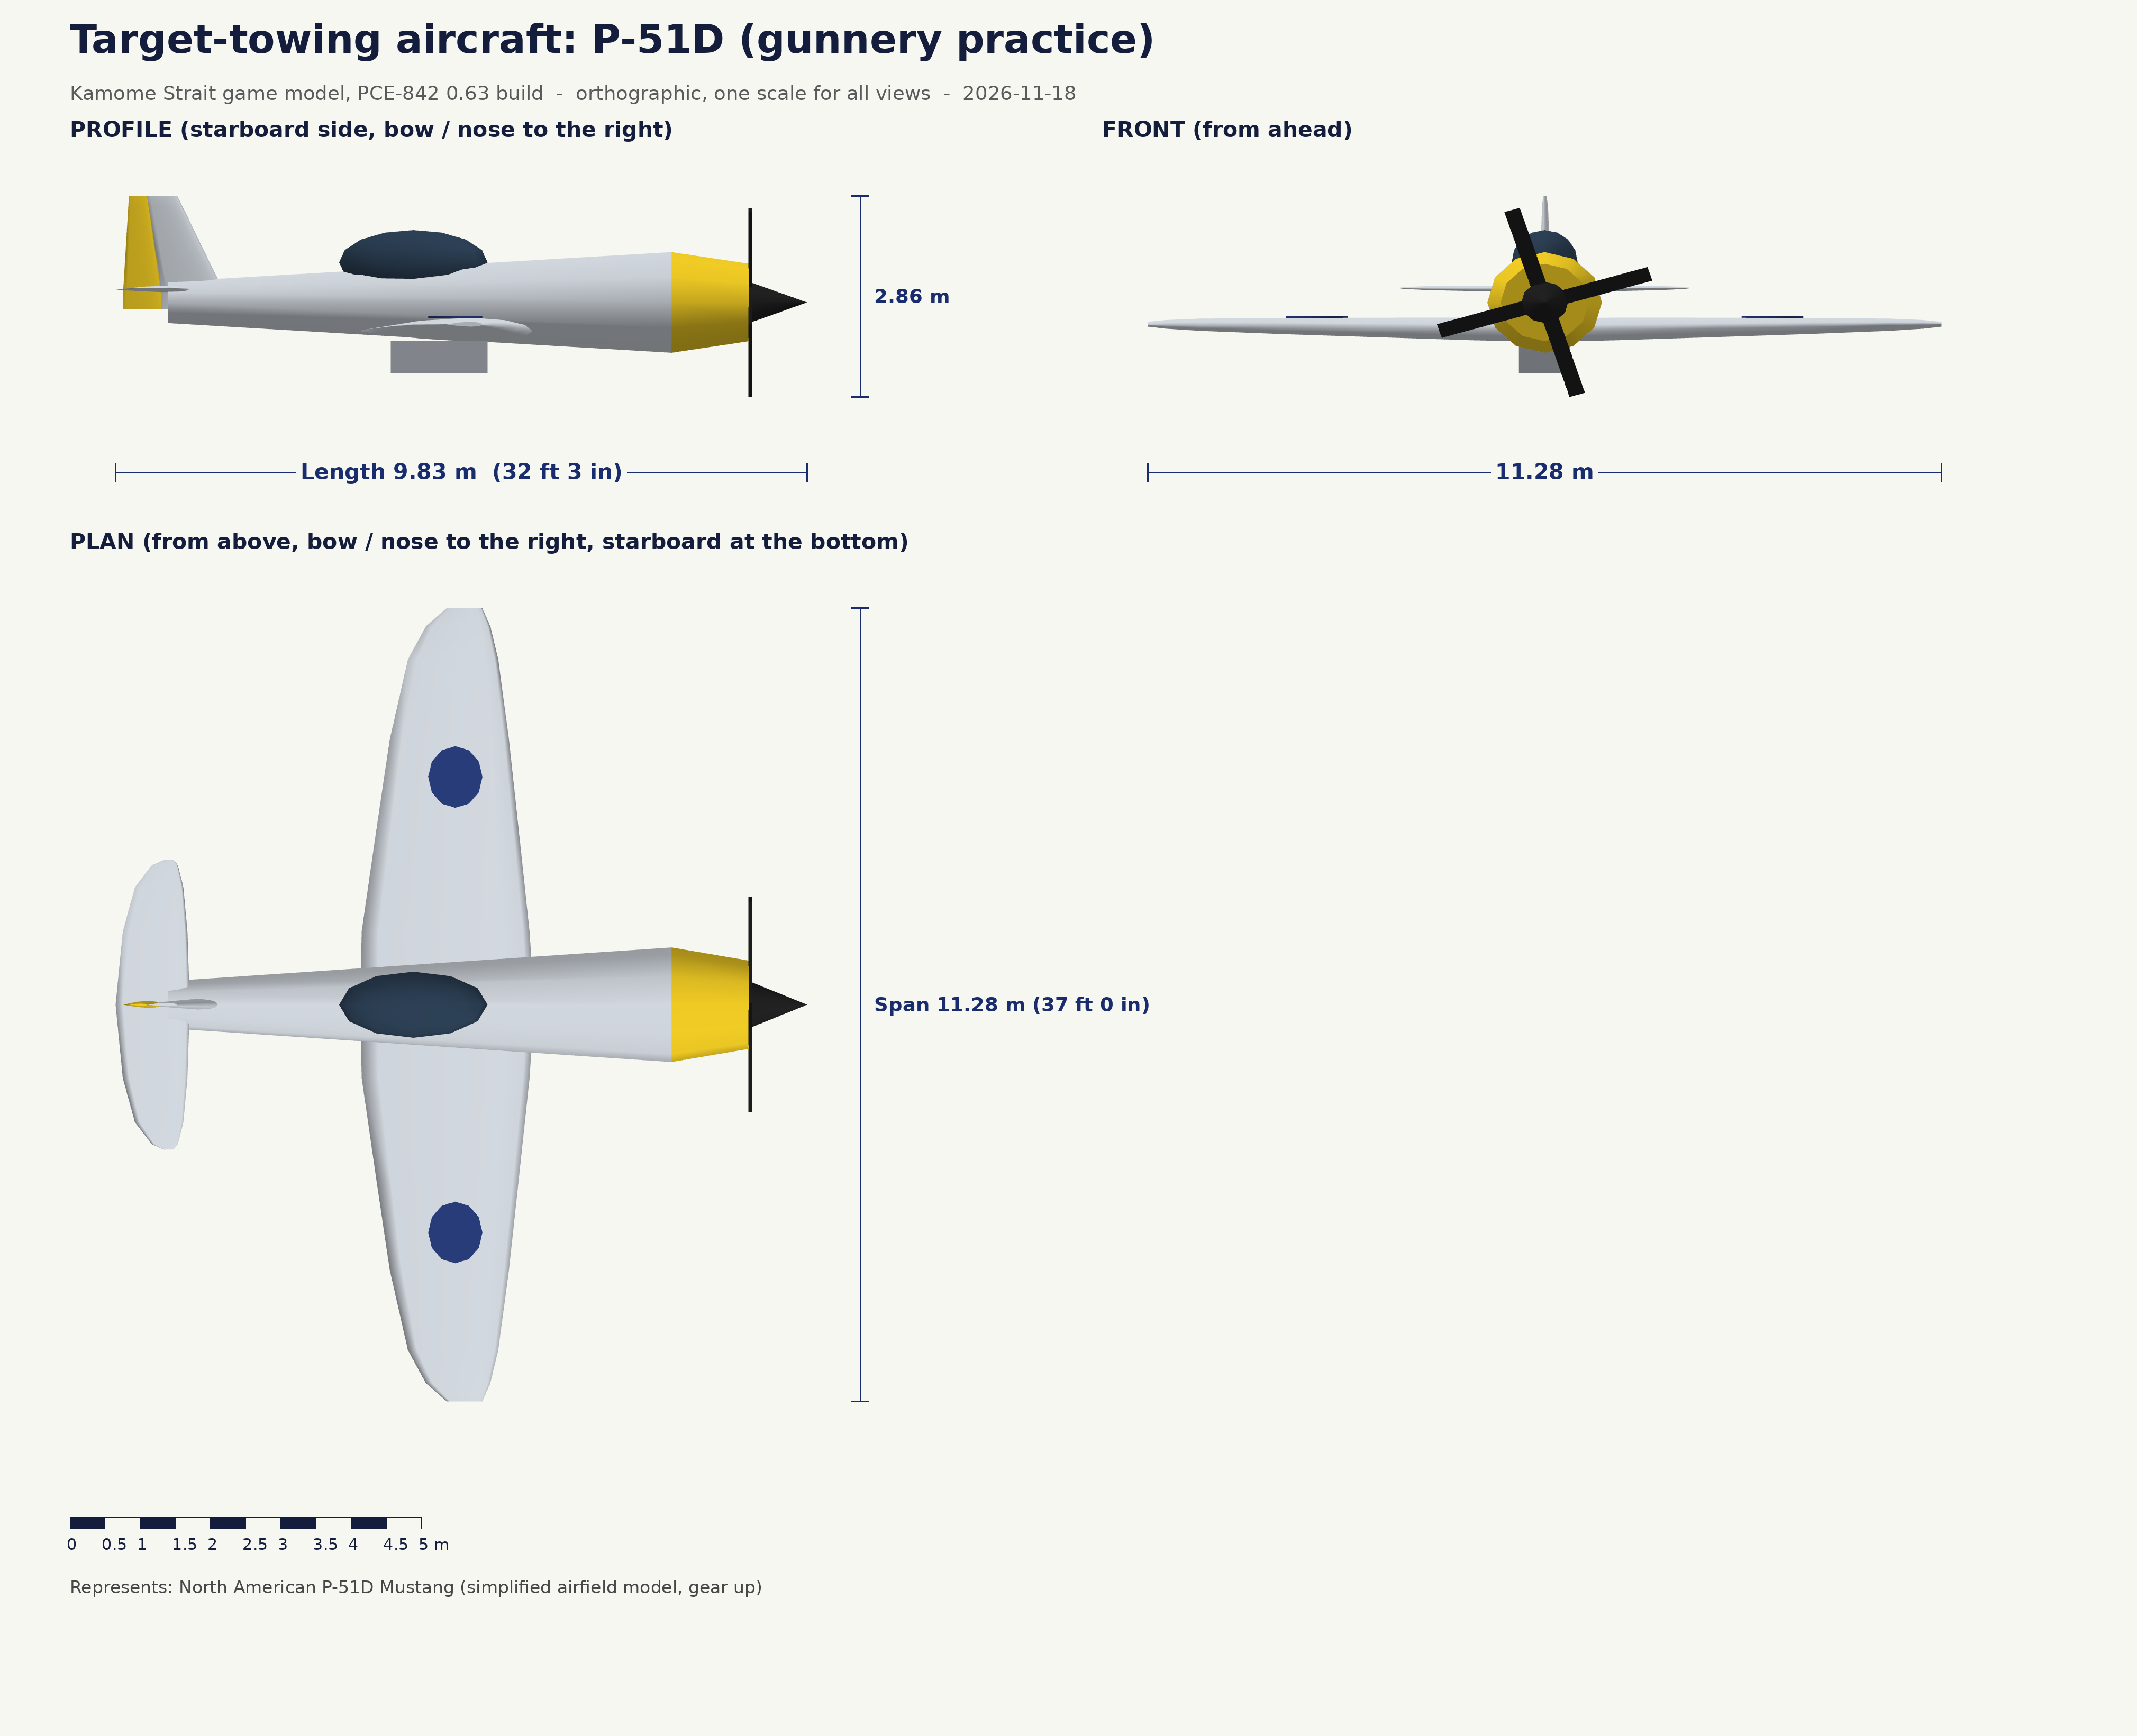 Target-towing aircraft: P-51D (gunnery practice)
Kamome Strait game model, PCE-842 0.63 build - orthographic, one scale for all views - 2026-11-18
PROFILE (starboard side, bow / nose to the right)
FRONT (from ahead)
2.86 m
Length 9.83 m (32 ft 3 in)
11.28 m
PLAN (from above, bow / nose to the right, starboard at the bottom)
Span 11.28 m (37 ft 0 in)
0 0.5 1 1.5 2 2.5 3 3.5 4 4.5 5 m
Represents: North American P-51D Mustang (simplified airfield model, gear up)